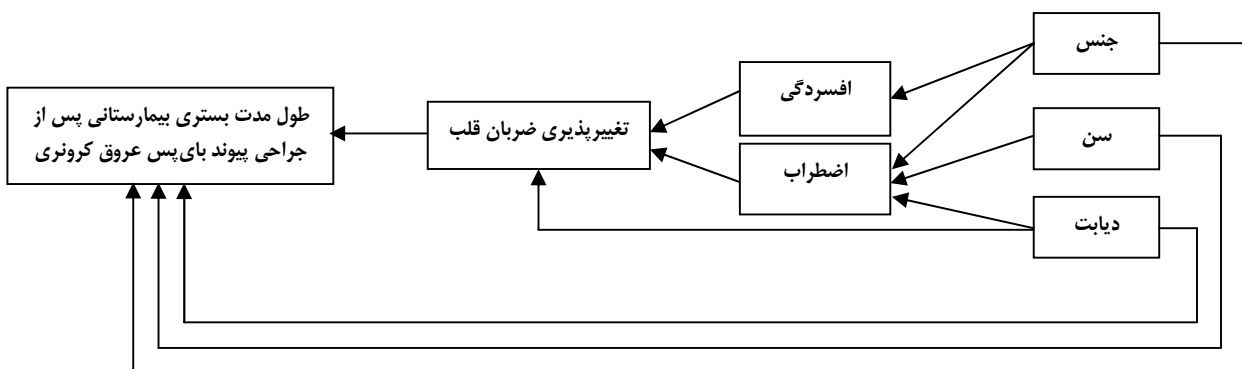 جنس
افسردگی
سن
تغییرپذیری ضربان قلب
طول مدت بستری بیمارستانی پس از
جراحی پیوند بای‌پس عروق کرونری
اضطراب
دیابت